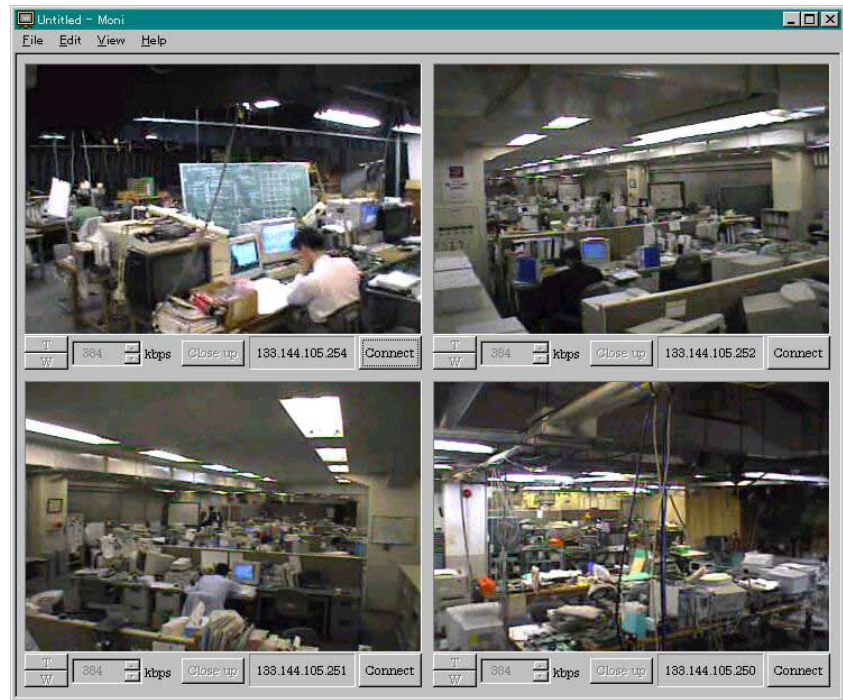 Untitled - Moni
File Edit View Help
T
W
384 kbps Close up 133.144.105.254 Connect
T
W
384 kbps Close up 133.144.105.252 Connect
T
W
384 kbps Close up 133.144.105.251 Connect
T
W
384 kbps Close up 133.144.105.250 Connect